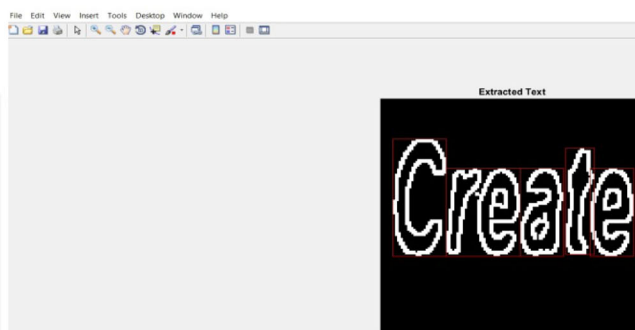 File Edit View Insert Tools Desktop Window Help
Extracted Text
Create